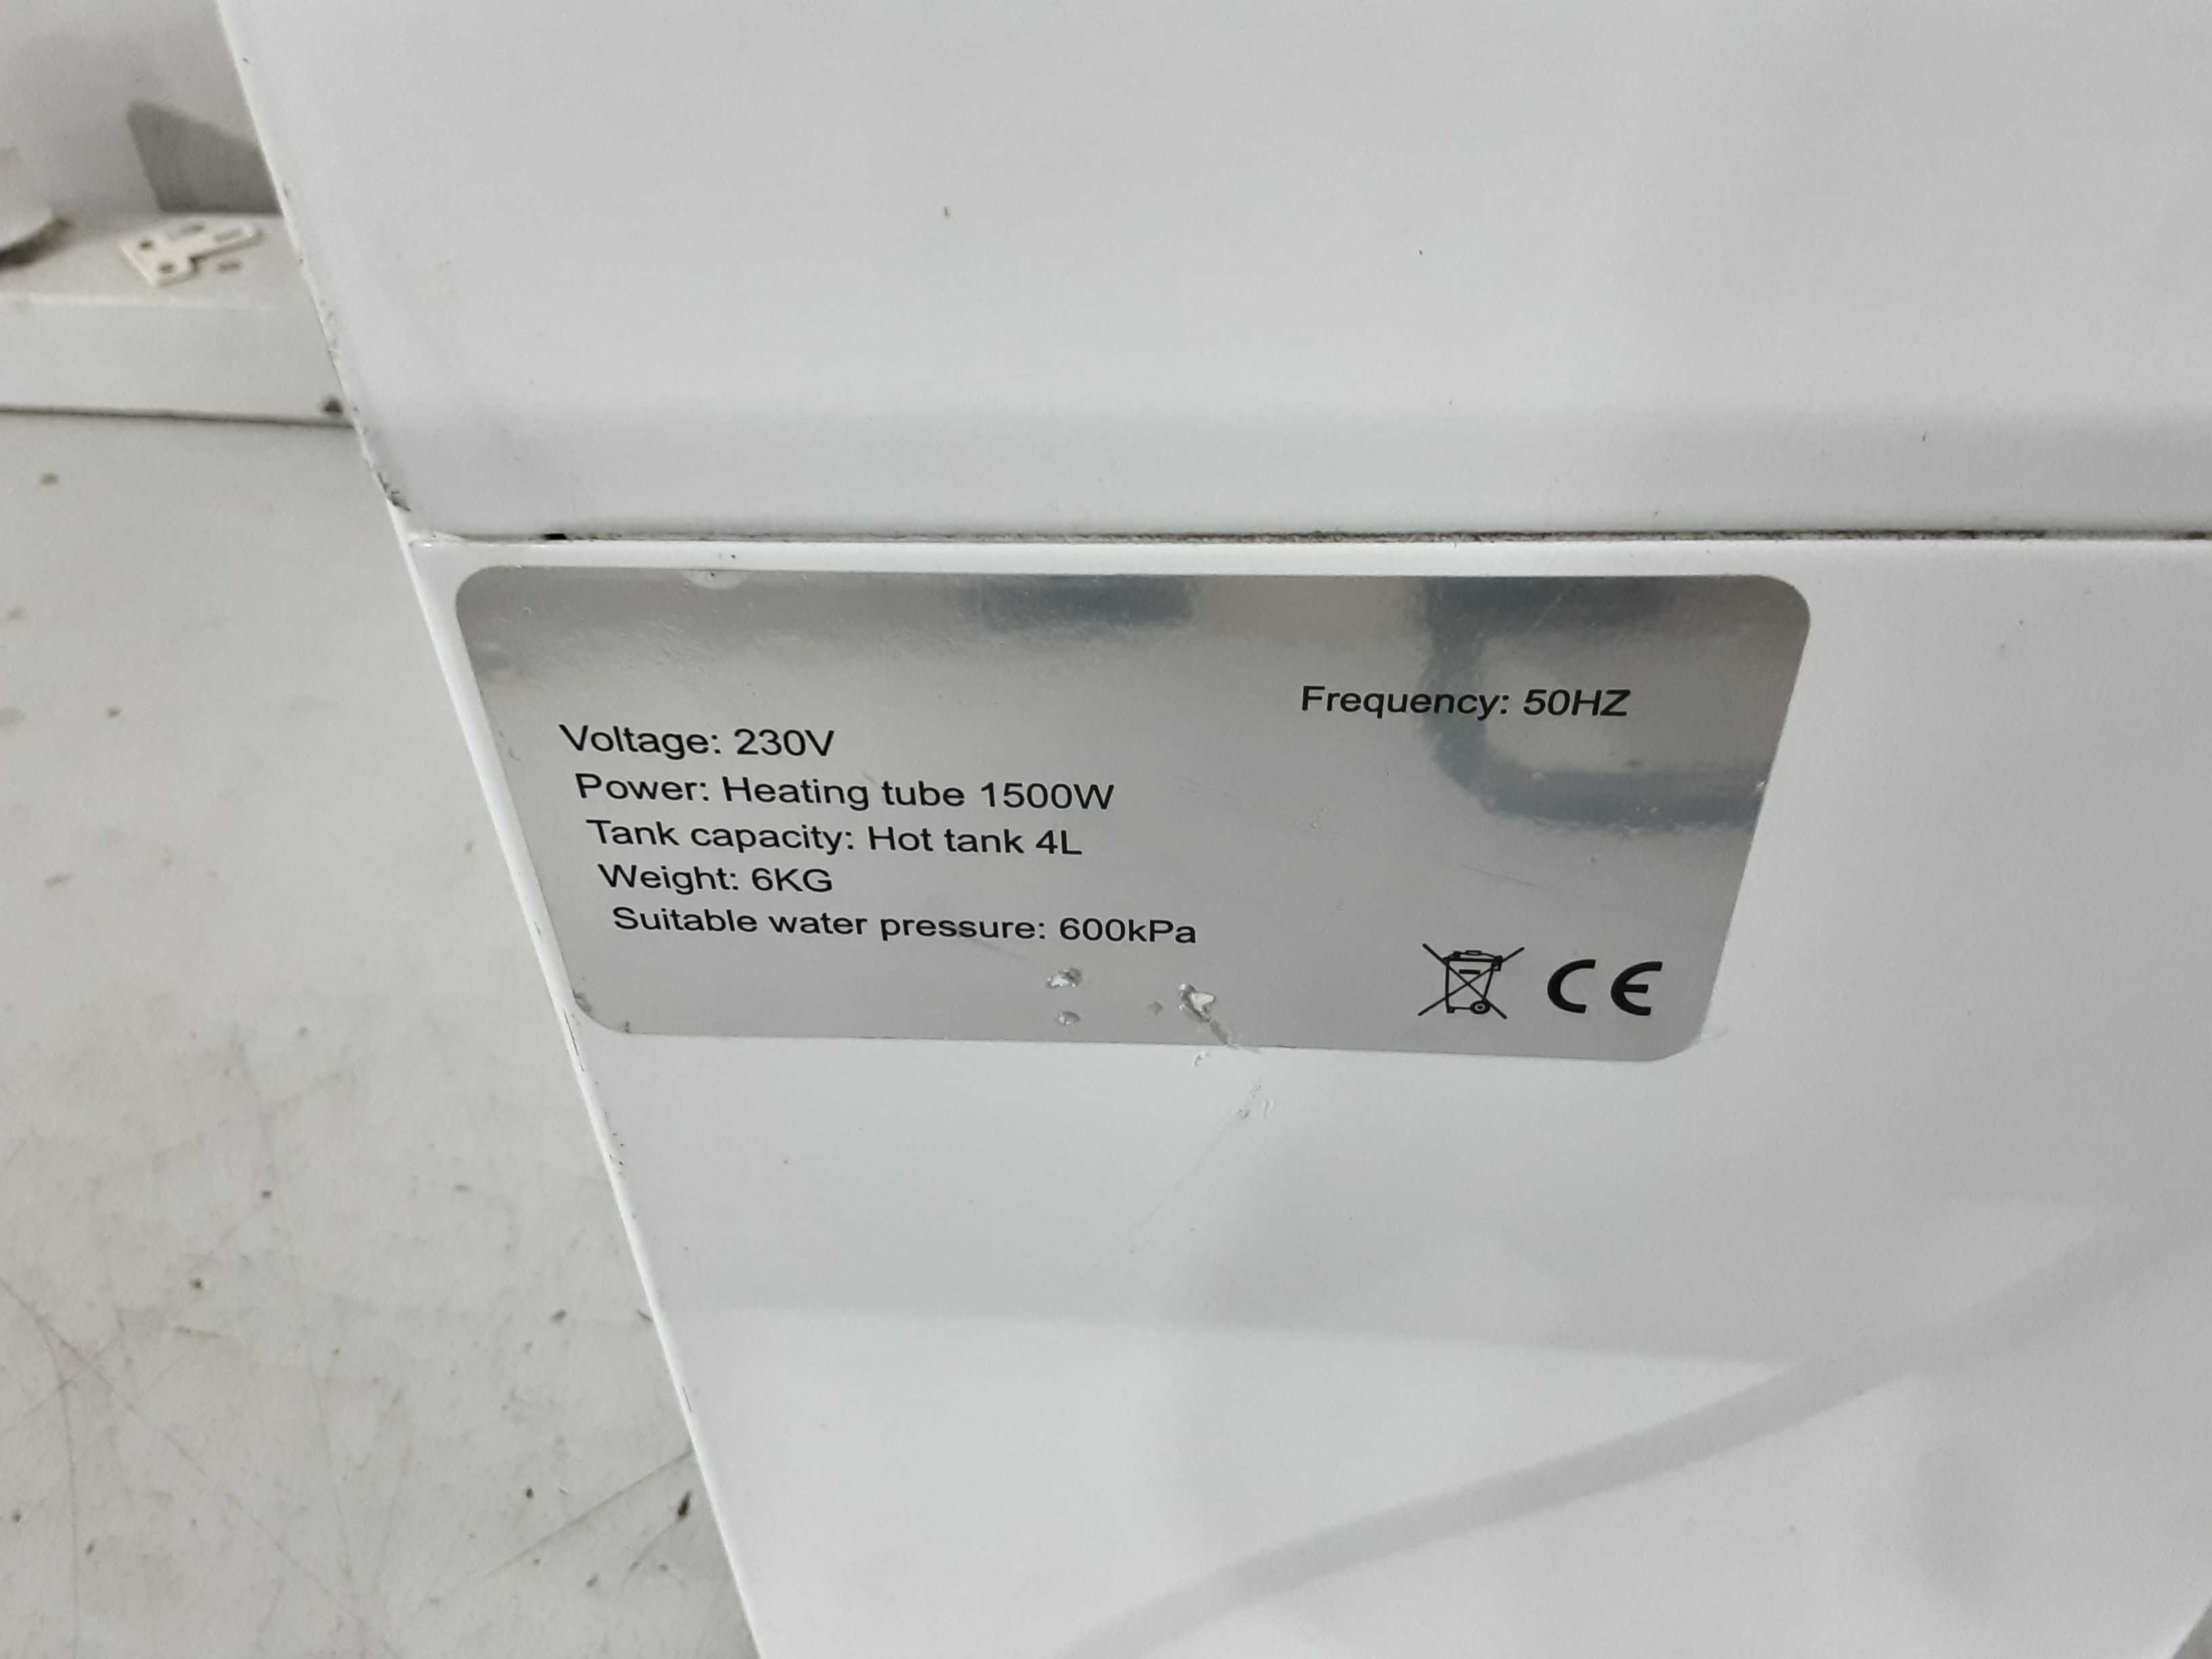 Frequency: 50HZ
Voltage: 230V
Power: Heating tube 1500W
Tank capacity: Hot tank 4L
Weight: 6KG
Suitable water pressure: 600kPa
CE